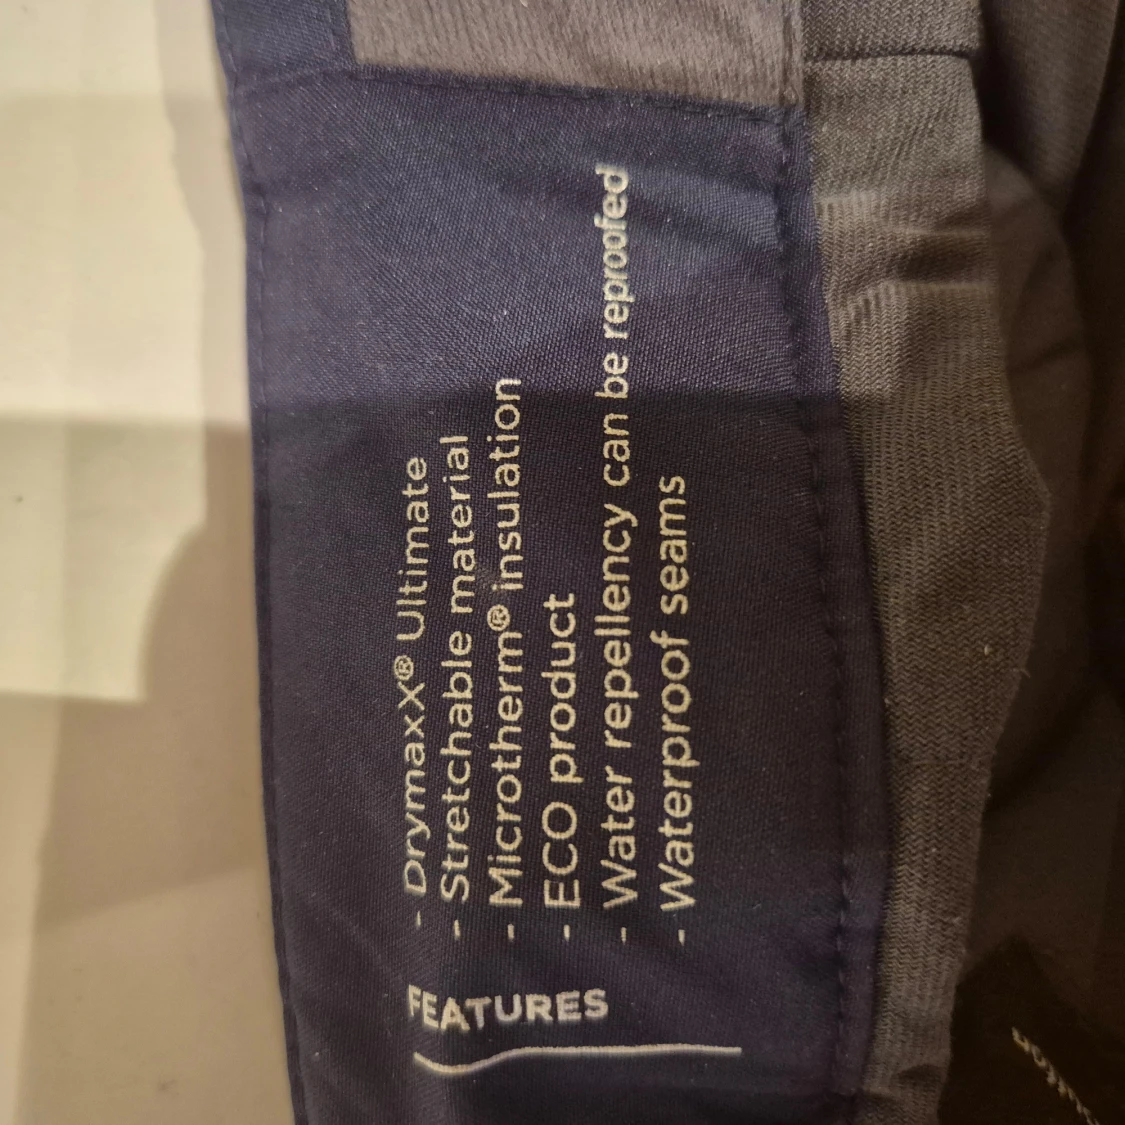 FEATURES
- DrymaxX® Ultimate
- Stretchable material
- Microtherm® insulation
- ECO product
- Water repellency can be reproofed
- Waterproof seams